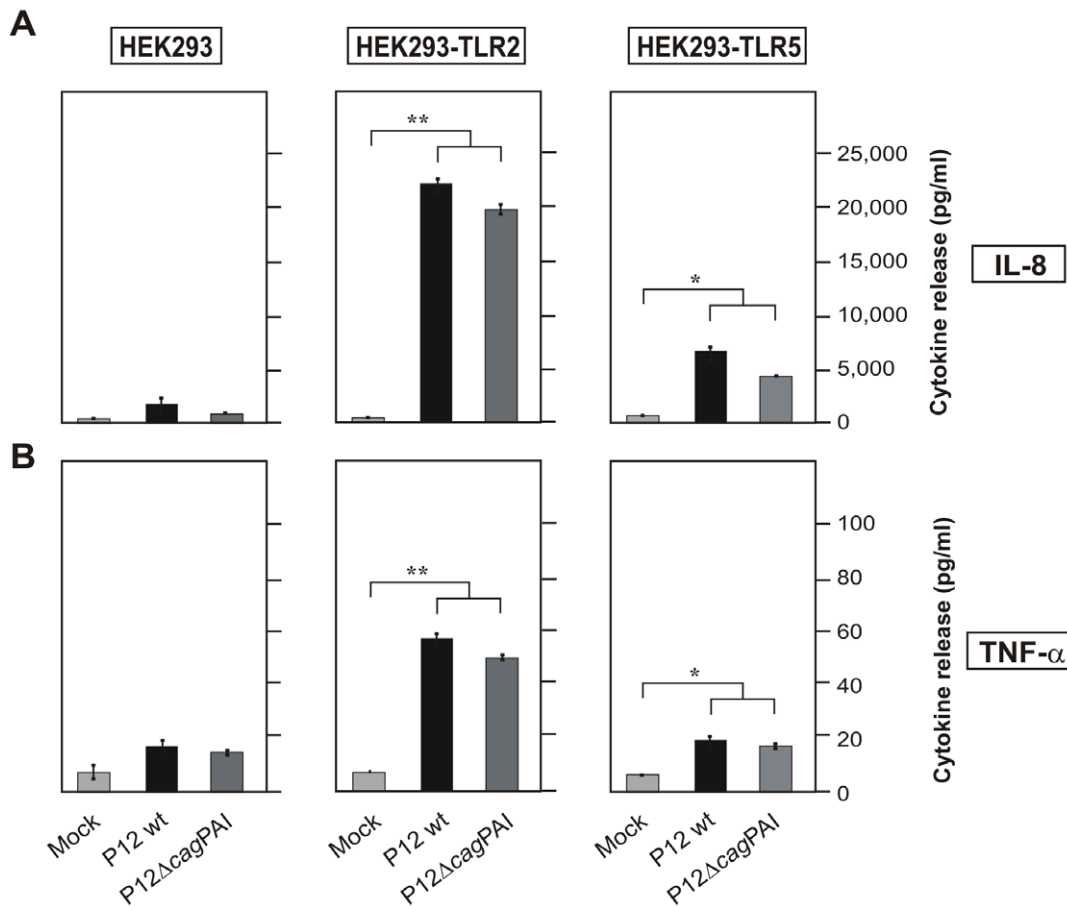 A
HEK293
HEK293-TLR2
HEK293-TLR5
**
*
25,000
20,000
15,000
10,000
5,000
0
Cytokine release (pg/ml)
IL-8
B
**
*
100
80
60
40
20
0
Cytokine release (pg/ml)
TNF-α
Mock
P12 wt
P12ΔcagPAI
Mock
P12 wt
P12ΔcagPAI
Mock
P12 wt
P12ΔcagPAI